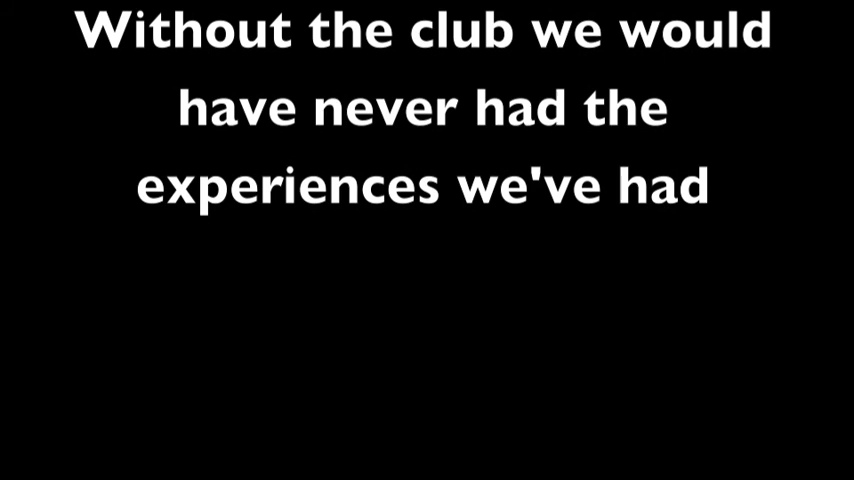 Without the club we would
have never had the
experiences we've had